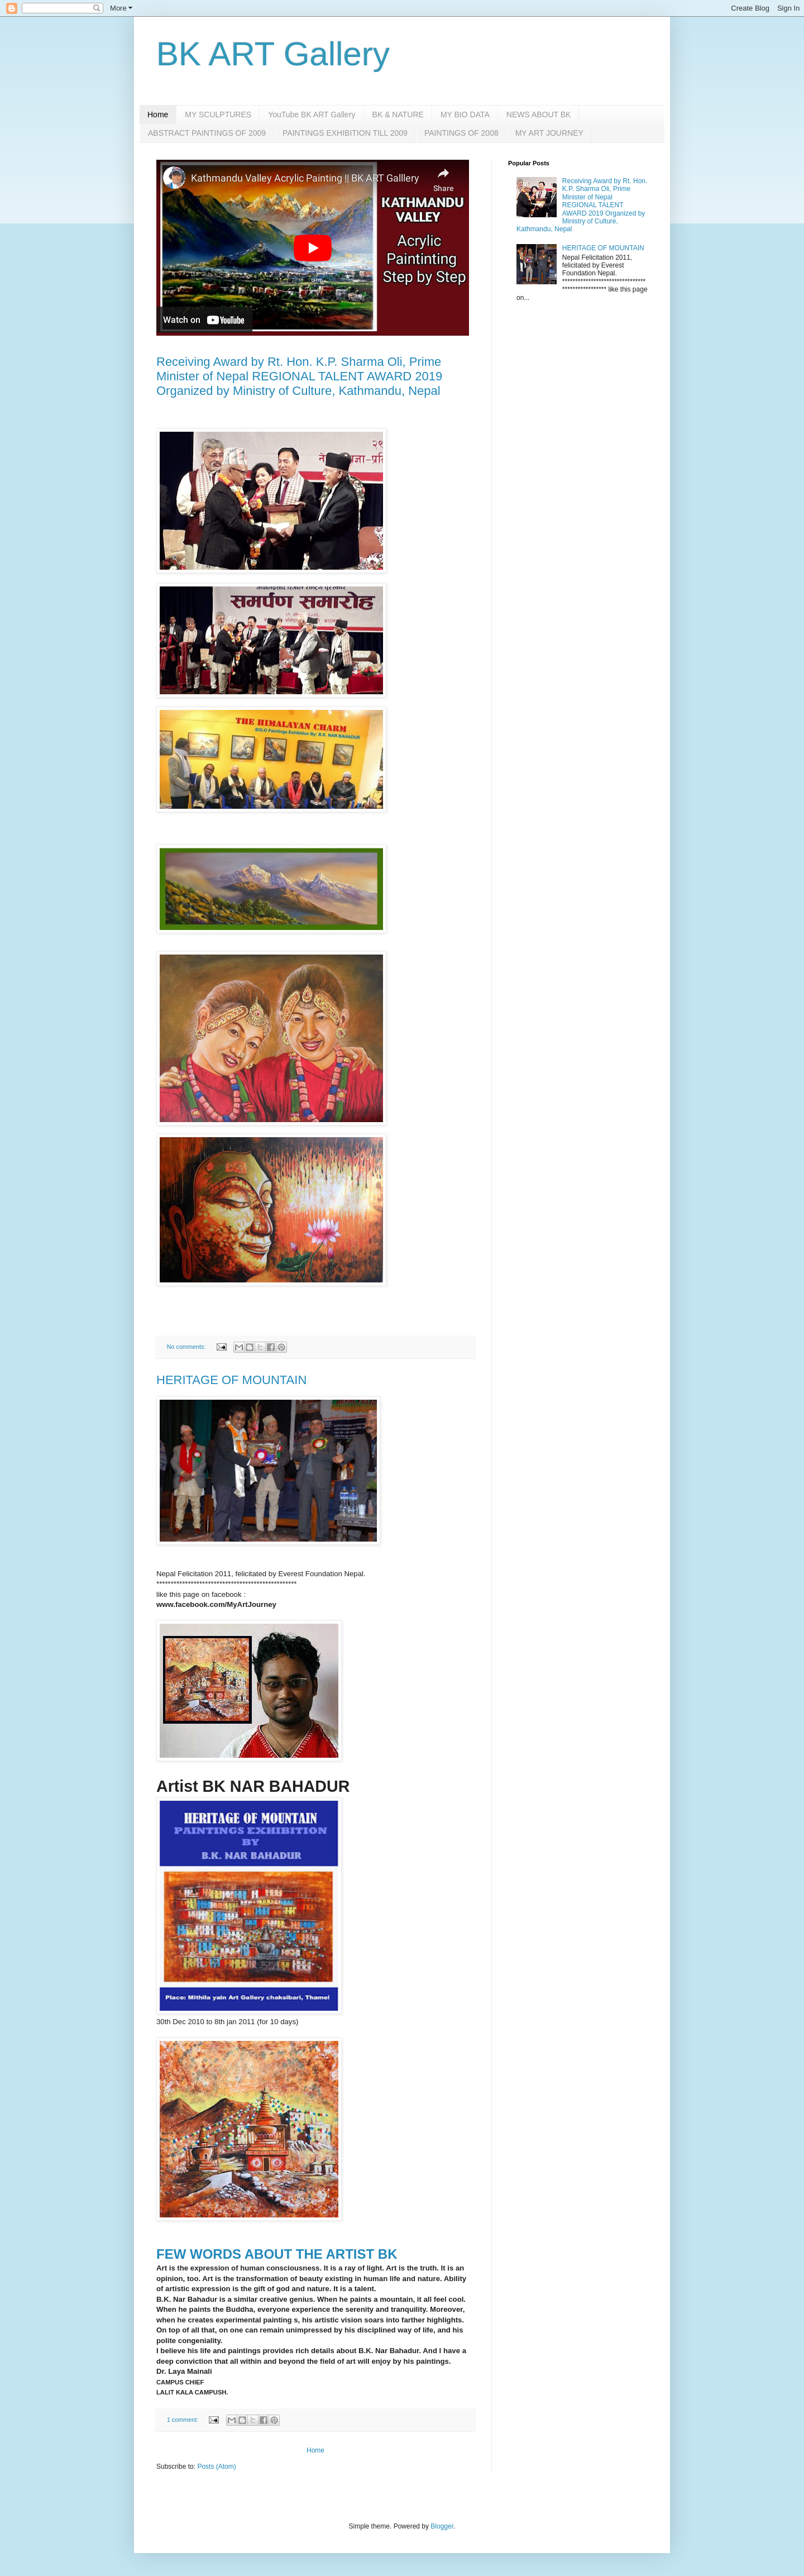 More
Create Blog Sign In
BK ART Gallery
Home MY SCULPTURES YouTube BK ART Gallery BK & NATURE MY BIO DATA NEWS ABOUT BK
ABSTRACT PAINTINGS OF 2009 PAINTINGS EXHIBITION TILL 2009 PAINTINGS OF 2008 MY ART JOURNEY
Kathmandu Valley Acrylic Painting || BK ART Galllery
Share
KATHMANDU
VALLEY
Acrylic
Paintinting
Step by Step
Watch on YouTube
Receiving Award by Rt. Hon. K.P. Sharma Oli, Prime
Minister of Nepal REGIONAL TALENT AWARD 2019
Organized by Ministry of Culture, Kathmandu, Nepal
समर्पण समारोह
THE HIMALAYAN CHARM
SOLO Paintings Exhibition By: B.K. NAR BAHADUR
No comments:
HERITAGE OF MOUNTAIN
Nepal Felicitation 2011, felicitated by Everest Foundation Nepal.
*************************************************
like this page on facebook :
www.facebook.com/MyArtJourney
Artist BK NAR BAHADUR
HERITAGE OF MOUNTAIN
PAINTINGS EXHIBITION
BY
B.K. NAR BAHADUR
Place: Mithila yain Art Gallery chaksibari, Thamel
30th Dec 2010 to 8th jan 2011 (for 10 days)
FEW WORDS ABOUT THE ARTIST BK
Art is the expression of human consciousness. It is a ray of light. Art is the truth. It is an
opinion, too. Art is the transformation of beauty existing in human life and nature. Ability
of artistic expression is the gift of god and nature. It is a talent.
B.K. Nar Bahadur is a similar creative genius. When he paints a mountain, it all feel cool.
When he paints the Buddha, everyone experience the serenity and tranquility. Moreover,
when he creates experimental painting s, his artistic vision soars into farther highlights.
On top of all that, on one can remain unimpressed by his disciplined way of life, and his
polite congeniality.
I believe his life and paintings provides rich details about B.K. Nar Bahadur. And I have a
deep conviction that all within and beyond the field of art will enjoy by his paintings.
Dr. Laya Mainali
CAMPUS CHIEF
LALIT KALA CAMPUSH.
1 comment:
Home
Subscribe to: Posts (Atom)
Popular Posts
Receiving Award by Rt. Hon.
K.P. Sharma Oli, Prime
Minister of Nepal
REGIONAL TALENT
AWARD 2019 Organized by
Ministry of Culture,
Kathmandu, Nepal
HERITAGE OF MOUNTAIN
Nepal Felicitation 2011,
felicitated by Everest
Foundation Nepal.
********************************
***************** like this page
on...
Simple theme. Powered by Blogger.